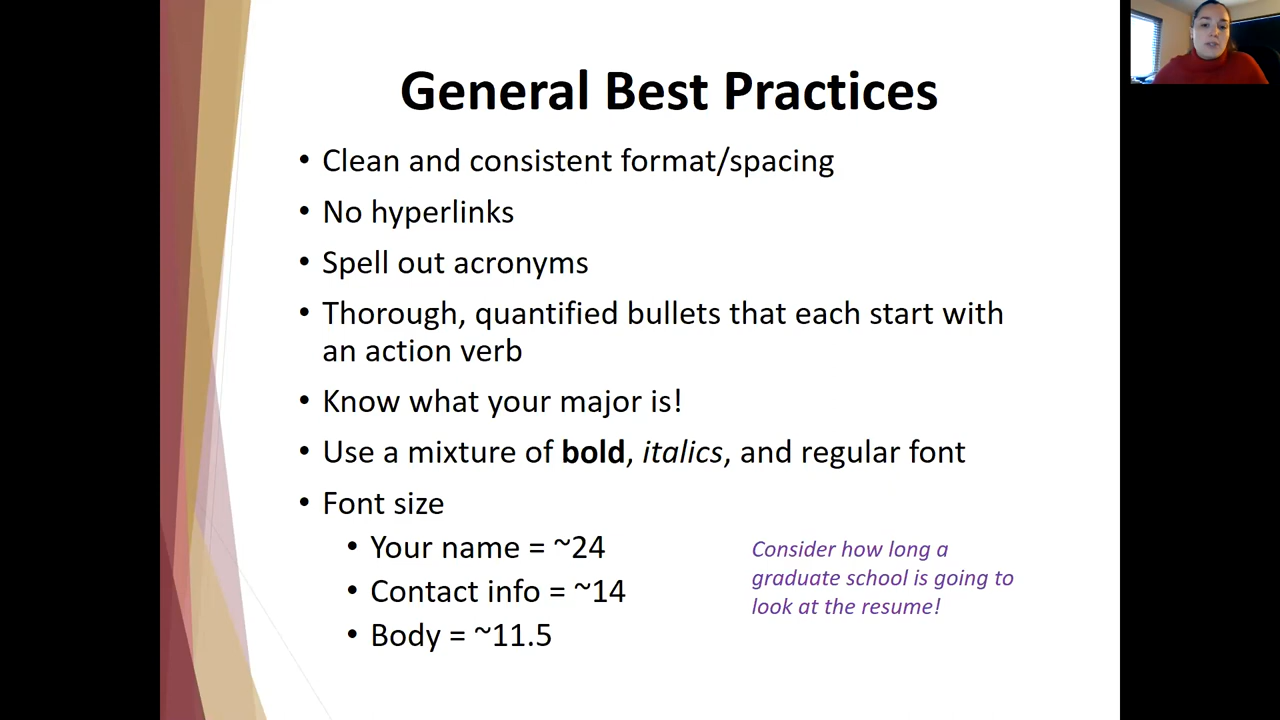 General Best Practices
• Clean and consistent format/spacing
• No hyperlinks
• Spell out acronyms
• Thorough, quantified bullets that each start with
an action verb
• Know what your major is!
• Use a mixture of bold, italics, and regular font
• Font size
• Your name = ~24
• Contact info = ~14
• Body = ~11.5
Consider how long a
graduate school is going to
look at the resume!